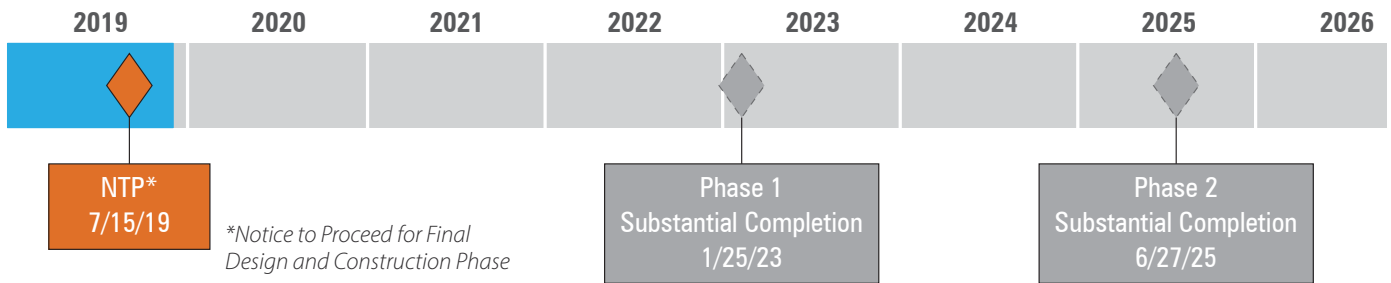 2019 2020 2021 2022 2023 2024 2025 2026
NTP*
7/15/19
*Notice to Proceed for Final
Design and Construction Phase
Phase 1
Substantial Completion
1/25/23
Phase 2
Substantial Completion
6/27/25